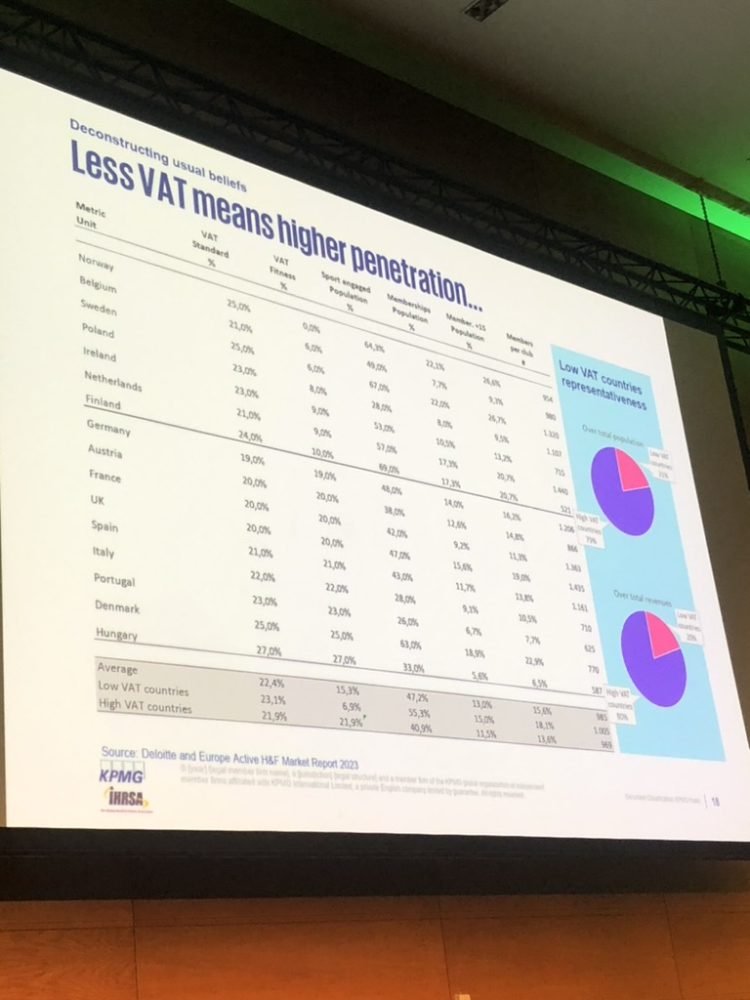 Deconstructing usual beliefs
Less VAT means higher penetration...
Metric VAT Standard VAT Fitness Sport engaged Population Memberships Population Member. +15 Population Members per club
Unit % % % % % #
Norway 25,0% 0,0% 64,3% 22,1% 26,6% 954
Belgium 21,0% 6,0% 49,0% 7,7% 9,3% 980
Sweden 25,0% 6,0% 67,0% 22,0% 26,7% 1.320
Poland 23,0% 8,0% 28,0% 8,0% 9,5% 1.107
Ireland 23,0% 9,0% 53,0% 10,5% 13,2% 715
Netherlands 21,0% 9,0% 57,0% 17,3% 20,7% 1.440
Finland 24,0% 10,0% 69,0% 17,3% 20,7% 521
Germany 19,0% 19,0% 48,0% 14,0% 16,2% 1.206
Austria 20,0% 20,0% 38,0% 12,6% 14,8% 866
France 20,0% 20,0% 42,0% 9,2% 11,3% 1.363
UK 20,0% 20,0% 47,0% 15,6% 19,0% 1.435
Spain 21,0% 21,0% 43,0% 11,7% 13,8% 1.161
Italy 22,0% 22,0% 28,0% 9,1% 10,5% 710
Portugal 23,0% 23,0% 26,0% 6,7% 7,7% 625
Denmark 25,0% 25,0% 63,0% 18,9% 22,9% 770
Hungary 27,0% 27,0% 33,0% 5,6% 6,5% 587
Average 22,4% 15,3% 47,2% 13,0% 15,6% 985
Low VAT countries 23,1% 6,9% 55,3% 15,0% 18,1% 1.005
High VAT countries 21,9% 21,9% 40,9% 11,5% 13,6% 969
Low VAT countries
representativeness
Over total population
Low VAT
countries
21%
High VAT
countries
79%
Over total revenues
Low VAT
countries
20%
High VAT
countries
80%
Source: Deloitte and Europe Active H&F Market Report 2023
KPMG
IHRSA
© [year] [legal member firm name], a [jurisdiction] [legal structure] and a member firm of the KPMG global organization of independent
member firms affiliated with KPMG International Limited, a private English company limited by guarantee. All rights reserved.
Document Classification: KPMG Public 18